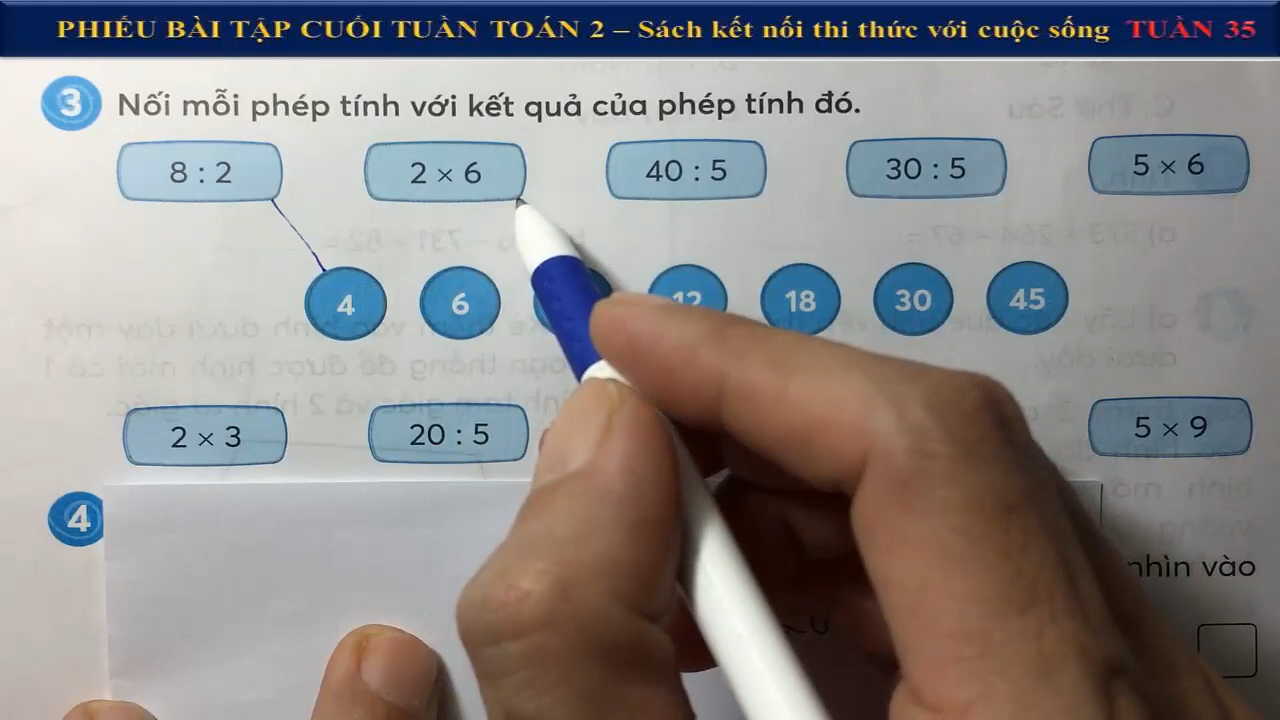 PHIẾU BÀI TẬP CUỐI TUẦN TOÁN 2 – Sách kết nối thi thức với cuộc sống TUẦN 35
3 Nối mỗi phép tính với kết quả của phép tính đó.
8 : 2 2 × 6 40 : 5 30 : 5 5 × 6
4 6 12 18 30 45
2 × 3 20 : 5 5 × 9
4
nhìn vào